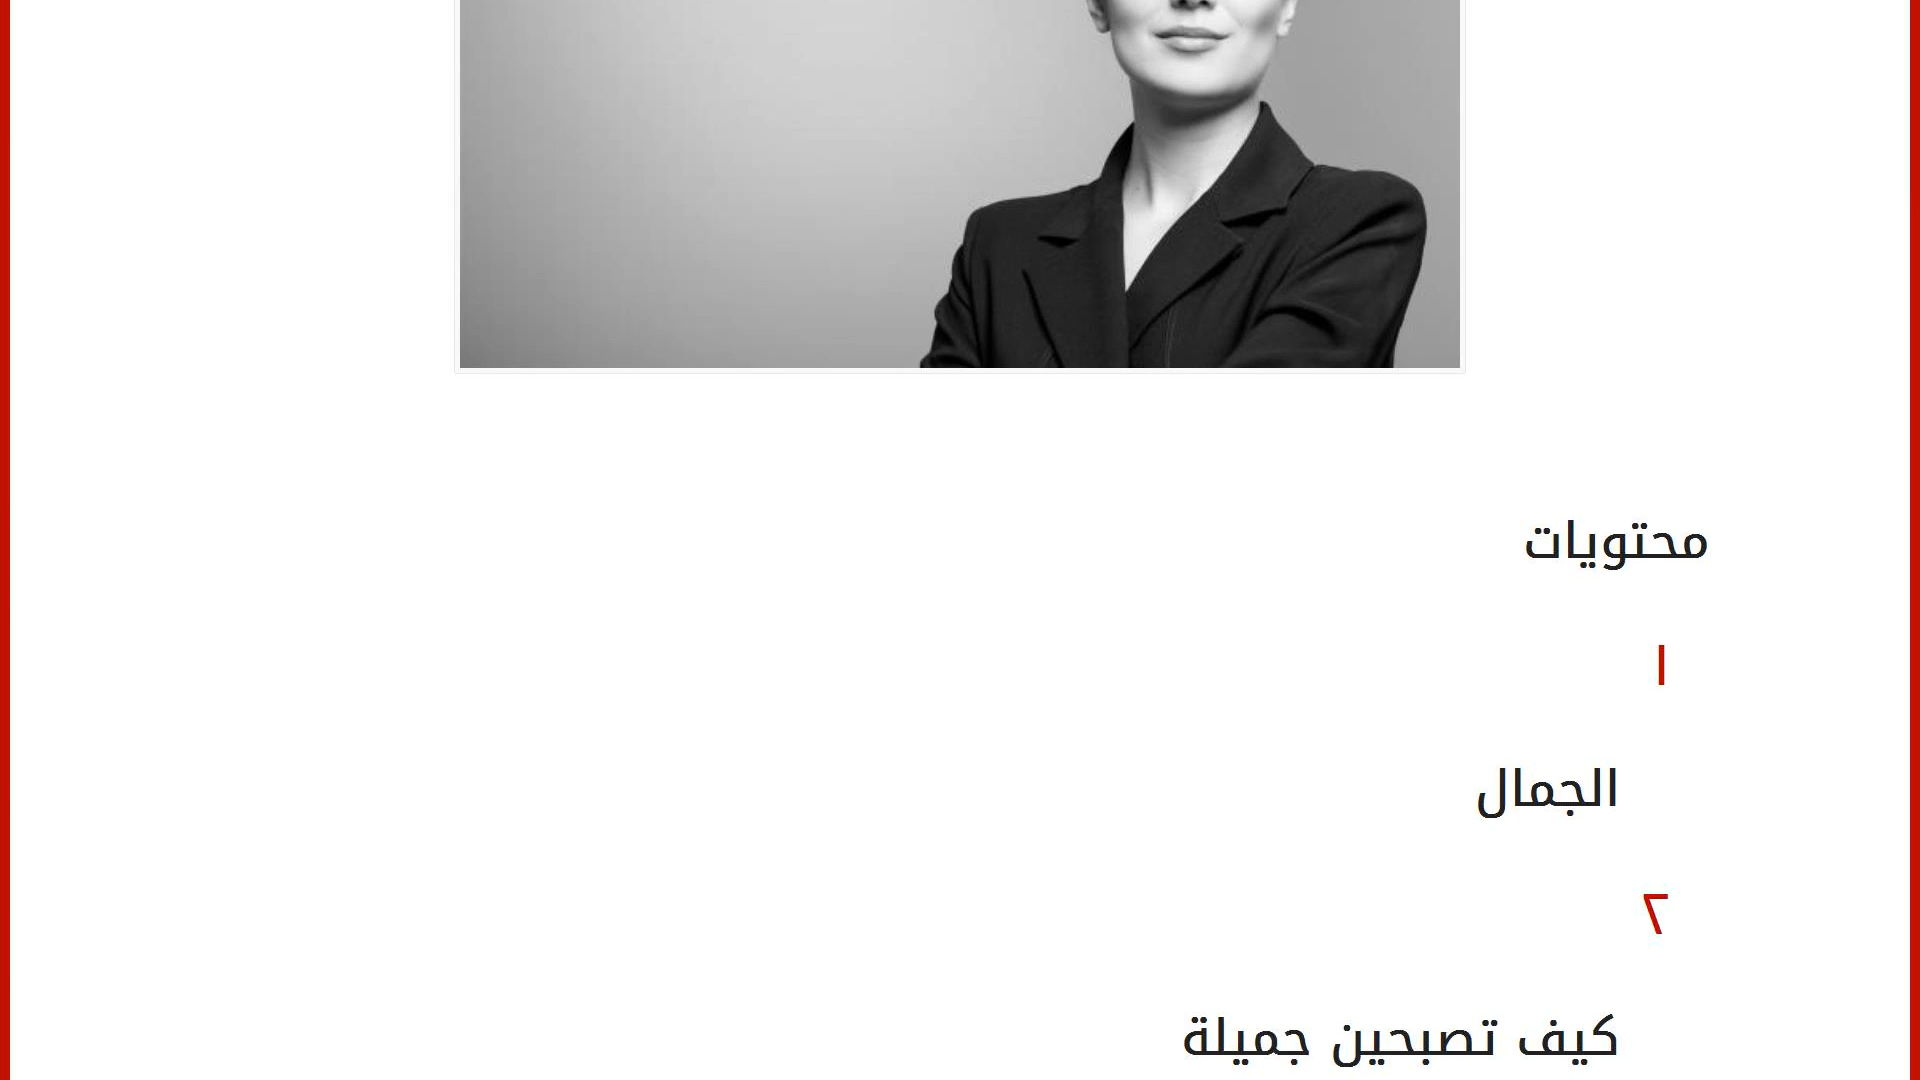 محتويات
١
الجمال
٢
كيف تصبحين جميلة